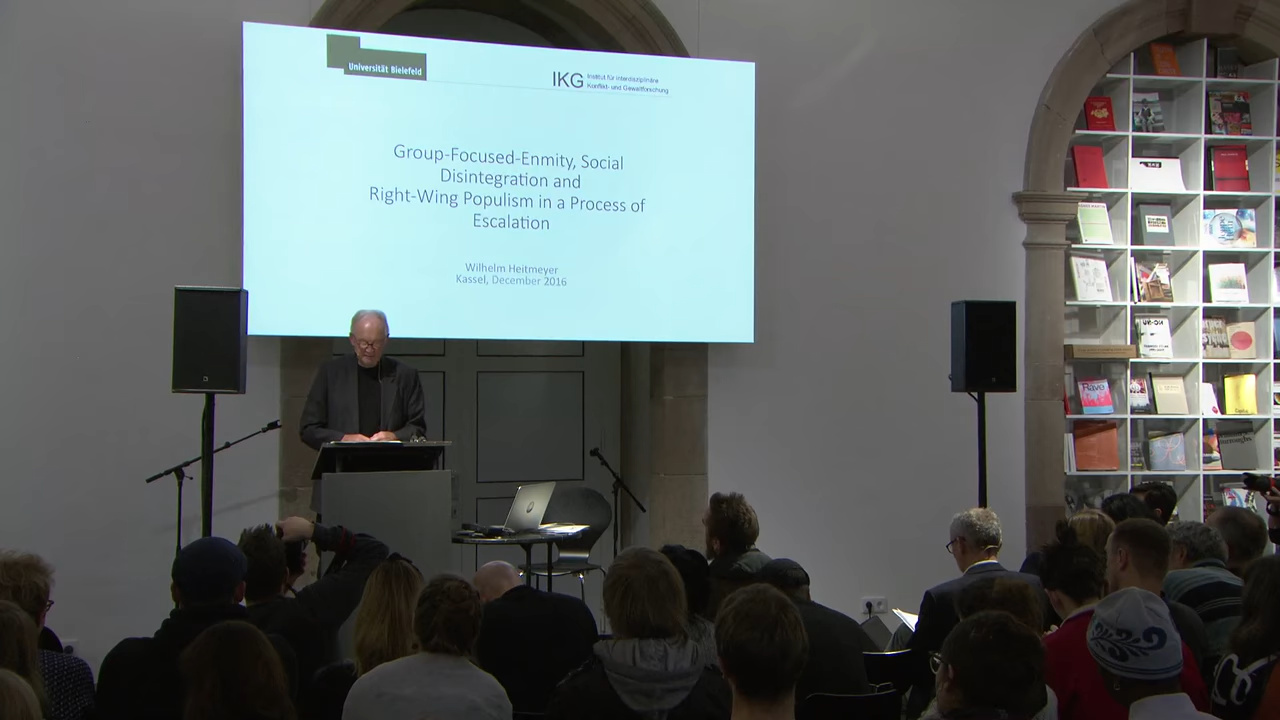 Universität Bielefeld
IKG Institut für Interdisziplinäre
Konflikt- und Gewaltforschung
Group-Focused-Enmity, Social
Disintegration and
Right-Wing Populism in a Process of
Escalation
Wilhelm Heitmeyer
Kassel, December 2016
Rave